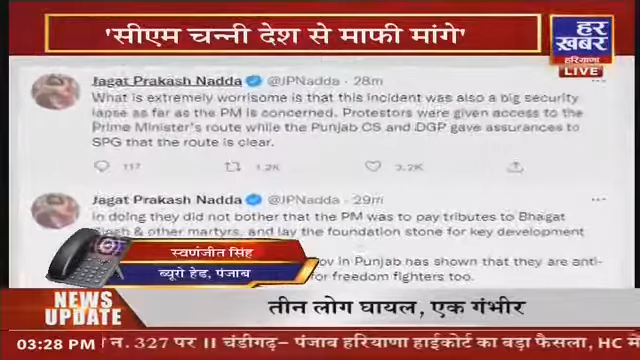 'सीएम चन्नी देश से माफी मांगे'
हर
ख़बर
हरियाणा
LIVE
Jagat Prakash Nadda @JPNadda · 28m
What is extremely worrisome is that this incident was also a big security
lapse as far as the PM is concerned. Protestors were given access to the
Prime Minister's route while the Punjab CS and DGP gave assurances to
SPG that the route is clear.
117 1.2K 3.2K
Jagat Prakash Nadda @JPNadda · 29m
In doing they did not bother that the PM was to pay tributes to Bhagat
Singh & other martyrs, and lay the foundation stone for key development
ov in Punjab has shown that they are anti-
for freedom fighters too.
स्वर्णजीत सिंह
ब्यूरो हेड, पंजाब
NEWS
UPDATE
तीन लोग घायल, एक गंभीर
03:28 PM न. 327 पर II चंडीगढ़– पंजाब हरियाणा हाईकोर्ट का बड़ा फैसला, HC में